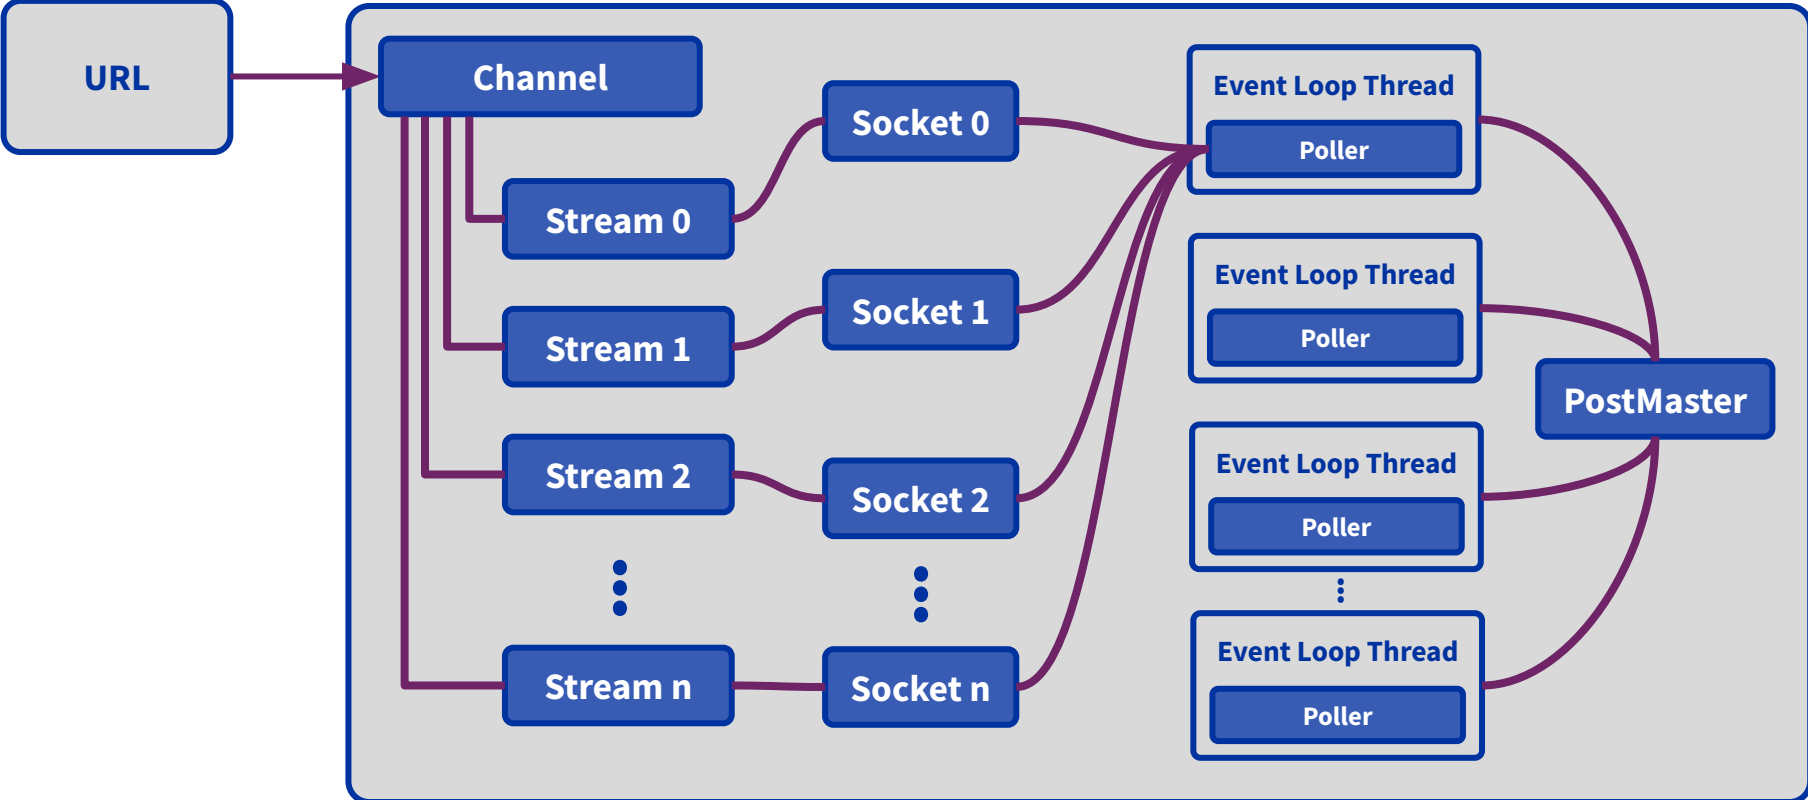 URL
Channel
Stream 0
Stream 1
Stream 2
Stream n
Socket 0
Socket 1
Socket 2
Socket n
Event Loop Thread
Poller
Event Loop Thread
Poller
Event Loop Thread
Poller
Event Loop Thread
Poller
PostMaster